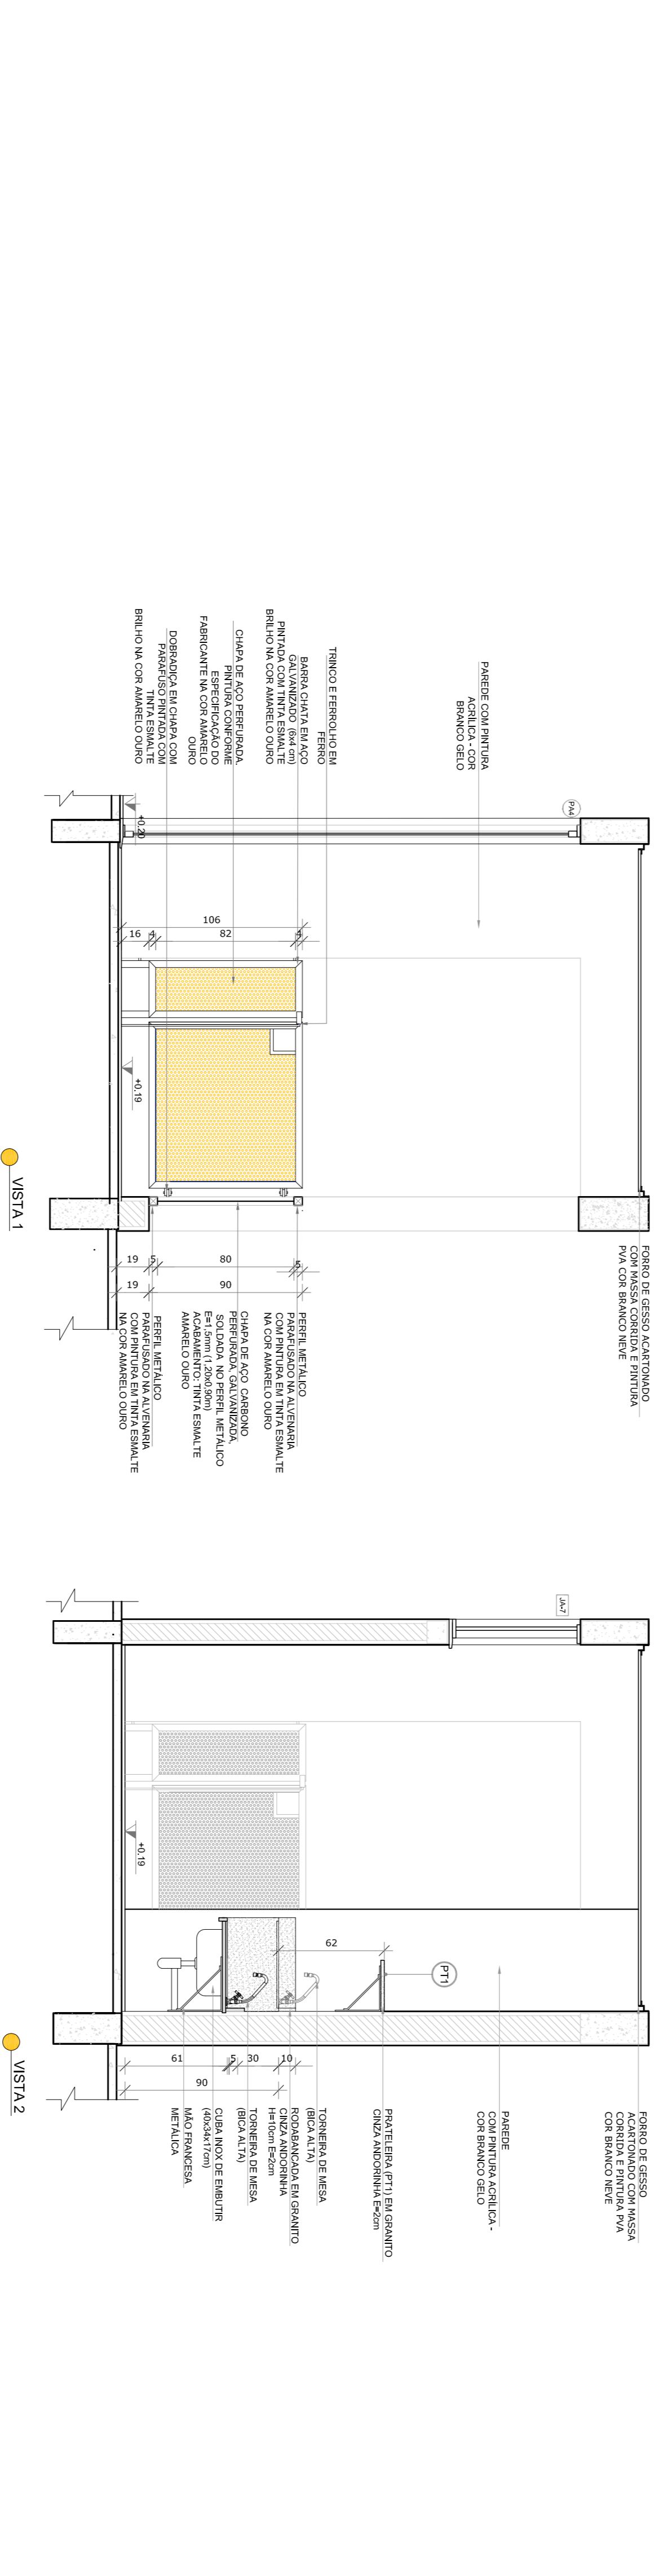 PAREDE COM PINTURA
ACRÍLICA - COR
BRANCO GELO
TRINCO E FERROLHO EM
FERRO
BARRA CHATA EM AÇO
GALVANIZADO (6x4 cm)
PINTADA COM TINTA ESMALTE
BRILHO NA COR AMARELO OURO
CHAPA DE AÇO PERFURADA,
PINTURA CONFORME
ESPECIFICAÇÃO DO
FABRICANTE NA COR AMARELO
OURO
DOBRADIÇA EM CHAPA COM
PARAFUSO PINTADA COM
TINTA ESMALTE
BRILHO NA COR AMARELO OURO
PA4
+0,20
106
16
4
82
4
+0,19
FORRO DE GESSO ACARTONADO
COM MASSA CORRIDA E PINTURA
PVA COR BRANCO NEVE
19
5
80
5
19
90
PERFIL METÁLICO
PARAFUSADO NA ALVENARIA
COM PINTURA EM TINTA ESMALTE
NA COR AMARELO OURO
CHAPA DE AÇO CARBONO
PERFURADA, GALVANIZADA,
SOLDADA NO PERFIL METÁLICO
E=1,5mm (1,20x0,90m)
ACABAMENTO: TINTA ESMALTE
AMARELO OURO
PERFIL METÁLICO
PARAFUSADO NA ALVENARIA
COM PINTURA EM TINTA ESMALTE
NA COR AMARELO OURO
VISTA 1
JA-7
+0,19
62
PT1
61
5
30
10
90
FORRO DE GESSO
ACARTONADO COM MASSA
CORRIDA E PINTURA PVA
COR BRANCO NEVE
PAREDE
COM PINTURA ACRÍLICA -
COR BRANCO GELO
PRATELEIRA (PT1) EM GRANITO
CINZA ANDORINHA E=2cm
TORNEIRA DE MESA
(BICA ALTA)
RODABANCADA EM GRANITO
CINZA ANDORINHA
H=10cm E=2cm
TORNEIRA DE MESA
(BICA ALTA)
CUBA INOX DE EMBUTIR
(40x34x17cm)
MÃO FRANCESA
METÁLICA
VISTA 2